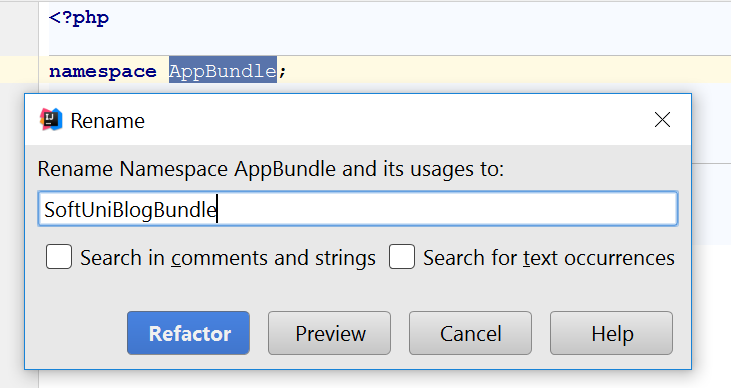 <?php
namespace AppBundle;
Rename
Rename Namespace AppBundle and its usages to:
SoftUniBlogBundle
Search in comments and strings Search for text occurrences
Refactor Preview Cancel Help